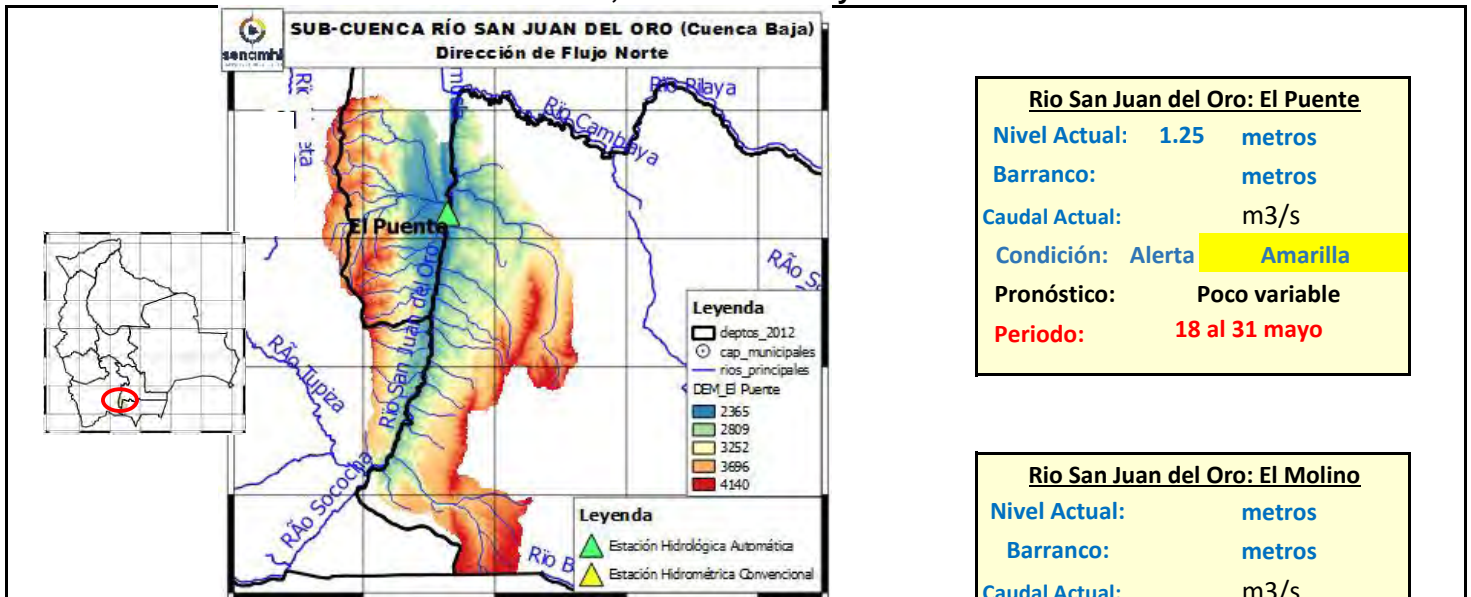 SUB-CUENCA RÍO SAN JUAN DEL ORO (Cuenca Baja)
Dirección de Flujo Norte
senamhi
Río Pilaya
Río Cambaya
El Puente
Río San Juan del Oro
RÃo S
RÃo Tupiza
RÃo Sococha
Río B
Leyenda
deptos_2012
cap_municipales
rios_principales
DEM_El Puente
2365
2809
3252
3696
4140
Leyenda
Estación Hidrológica Automática
Estación Hidrométrica Convencional
Rio San Juan del Oro: El Puente
Nivel Actual: 1.25 metros
Barranco: metros
Caudal Actual: m3/s
Condición: Alerta Amarilla
Pronóstico: Poco variable
Periodo: 18 al 31 mayo
Rio San Juan del Oro: El Molino
Nivel Actual: metros
Barranco: metros
Caudal Actual: m3/s